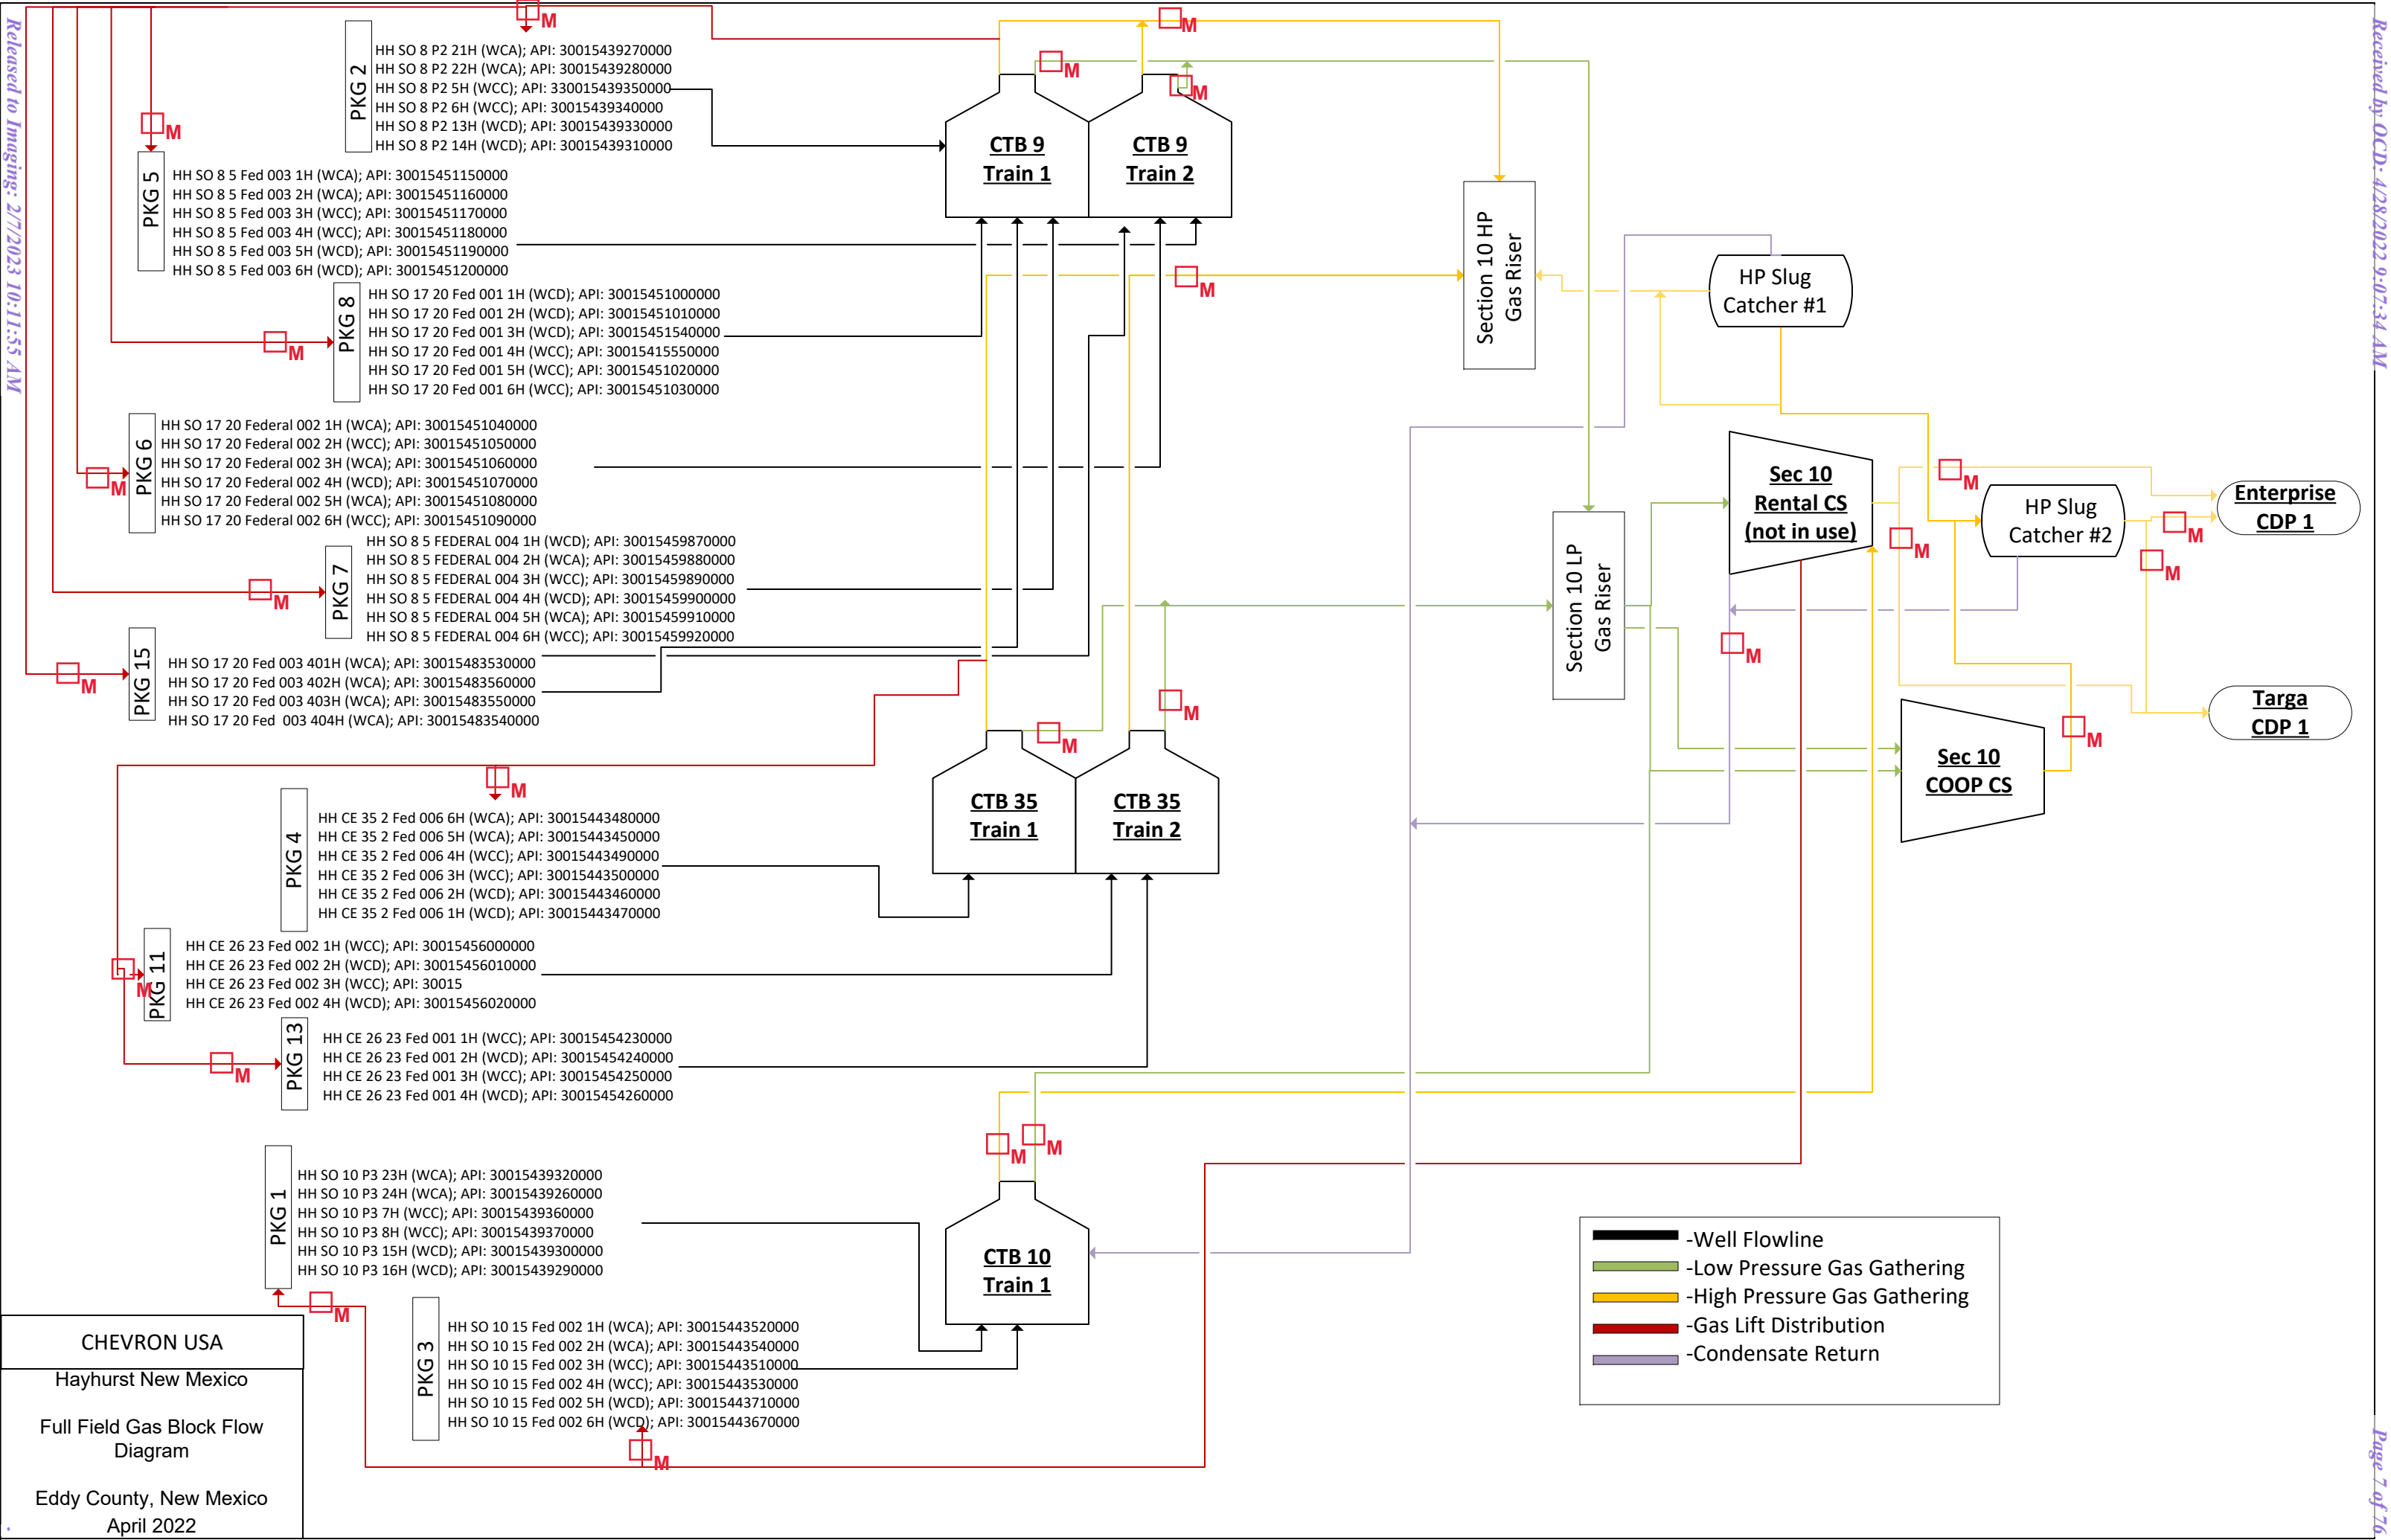 Received by OCD: 4/28/2022 9:07:34 AM
Page 7 of 76
Released to Imaging: 2/7/2023 10:11:55 AM
M
PKG 2
HH SO 8 P2 21H (WCA); API: 30015439270000
HH SO 8 P2 22H (WCA); API: 30015439280000
HH SO 8 P2 5H (WCC); API: 330015439350000
HH SO 8 P2 6H (WCC); API: 30015439340000
HH SO 8 P2 13H (WCD); API: 30015439330000
HH SO 8 P2 14H (WCD); API: 30015439310000
M
PKG 5
HH SO 8 5 Fed 003 1H (WCA); API: 30015451150000
HH SO 8 5 Fed 003 2H (WCA); API: 30015451160000
HH SO 8 5 Fed 003 3H (WCC); API: 30015451170000
HH SO 8 5 Fed 003 4H (WCC); API: 30015451180000
HH SO 8 5 Fed 003 5H (WCD); API: 30015451190000
HH SO 8 5 Fed 003 6H (WCD); API: 30015451200000
M
PKG 8
HH SO 17 20 Fed 001 1H (WCD); API: 30015451000000
HH SO 17 20 Fed 001 2H (WCD); API: 30015451010000
HH SO 17 20 Fed 001 3H (WCD); API: 30015451540000
HH SO 17 20 Fed 001 4H (WCC); API: 30015415550000
HH SO 17 20 Fed 001 5H (WCC); API: 30015451020000
HH SO 17 20 Fed 001 6H (WCC); API: 30015451030000
M
PKG 6
HH SO 17 20 Federal 002 1H (WCA); API: 30015451040000
HH SO 17 20 Federal 002 2H (WCC); API: 30015451050000
HH SO 17 20 Federal 002 3H (WCA); API: 30015451060000
HH SO 17 20 Federal 002 4H (WCD); API: 30015451070000
HH SO 17 20 Federal 002 5H (WCA); API: 30015451080000
HH SO 17 20 Federal 002 6H (WCC); API: 30015451090000
M
PKG 7
HH SO 8 5 FEDERAL 004 1H (WCD); API: 30015459870000
HH SO 8 5 FEDERAL 004 2H (WCA); API: 30015459880000
HH SO 8 5 FEDERAL 004 3H (WCC); API: 30015459890000
HH SO 8 5 FEDERAL 004 4H (WCD); API: 30015459900000
HH SO 8 5 FEDERAL 004 5H (WCA); API: 30015459910000
HH SO 8 5 FEDERAL 004 6H (WCC); API: 30015459920000
M
PKG 15
HH SO 17 20 Fed 003 401H (WCA); API: 30015483530000
HH SO 17 20 Fed 003 402H (WCA); API: 30015483560000
HH SO 17 20 Fed 003 403H (WCA); API: 30015483550000
HH SO 17 20 Fed 003 404H (WCA); API: 30015483540000
M
PKG 4
HH CE 35 2 Fed 006 6H (WCA); API: 30015443480000
HH CE 35 2 Fed 006 5H (WCA); API: 30015443450000
HH CE 35 2 Fed 006 4H (WCC); API: 30015443490000
HH CE 35 2 Fed 006 3H (WCC); API: 30015443500000
HH CE 35 2 Fed 006 2H (WCD); API: 30015443460000
HH CE 35 2 Fed 006 1H (WCD); API: 30015443470000
M
PKG 11
HH CE 26 23 Fed 002 1H (WCC); API: 30015456000000
HH CE 26 23 Fed 002 2H (WCD); API: 30015456010000
HH CE 26 23 Fed 002 3H (WCC); API: 30015
HH CE 26 23 Fed 002 4H (WCD); API: 30015456020000
M
PKG 13
HH CE 26 23 Fed 001 1H (WCC); API: 30015454230000
HH CE 26 23 Fed 001 2H (WCD); API: 30015454240000
HH CE 26 23 Fed 001 3H (WCC); API: 30015454250000
HH CE 26 23 Fed 001 4H (WCD); API: 30015454260000
PKG 1
HH SO 10 P3 23H (WCA); API: 30015439320000
HH SO 10 P3 24H (WCA); API: 30015439260000
HH SO 10 P3 7H (WCC); API: 30015439360000
HH SO 10 P3 8H (WCC); API: 30015439370000
HH SO 10 P3 15H (WCD); API: 30015439300000
HH SO 10 P3 16H (WCD); API: 30015439290000
M
PKG 3
HH SO 10 15 Fed 002 1H (WCA); API: 30015443520000
HH SO 10 15 Fed 002 2H (WCA); API: 30015443540000
HH SO 10 15 Fed 002 3H (WCC); API: 30015443510000
HH SO 10 15 Fed 002 4H (WCC); API: 30015443530000
HH SO 10 15 Fed 002 5H (WCD); API: 30015443710000
HH SO 10 15 Fed 002 6H (WCD); API: 30015443670000
M
M
M
M
CTB 9
Train 1
CTB 9
Train 2
M
M
M
CTB 35
Train 1
CTB 35
Train 2
M
M
CTB 10
Train 1
Section 10 HP
Gas Riser
Section 10 LP
Gas Riser
HP Slug
Catcher #1
Sec 10
Rental CS
(not in use)
M
M
M
HP Slug
Catcher #2
M
M
Enterprise
CDP 1
Targa
CDP 1
M
Sec 10
COOP CS
-Well Flowline
-Low Pressure Gas Gathering
-High Pressure Gas Gathering
-Gas Lift Distribution
-Condensate Return
CHEVRON USA
Hayhurst New Mexico
Full Field Gas Block Flow
Diagram
Eddy County, New Mexico
April 2022